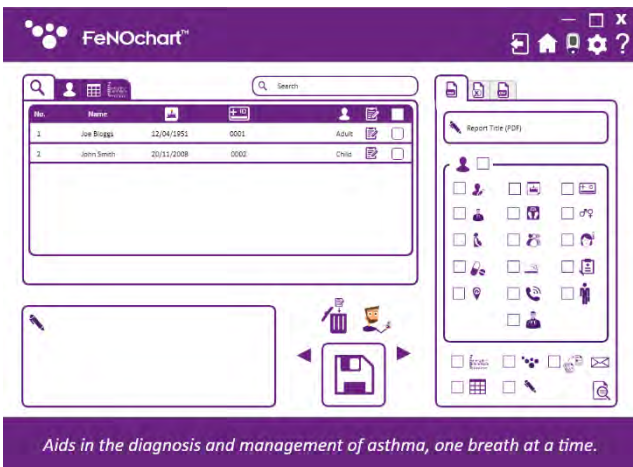 FeNOchart™
Search
No. Name
1 Joe Bloggs 12/04/1951 0001 Adult
2 John Smith 20/11/2008 0002 Child
Report Title (PDF)
Aids in the diagnosis and management of asthma, one breath at a time.